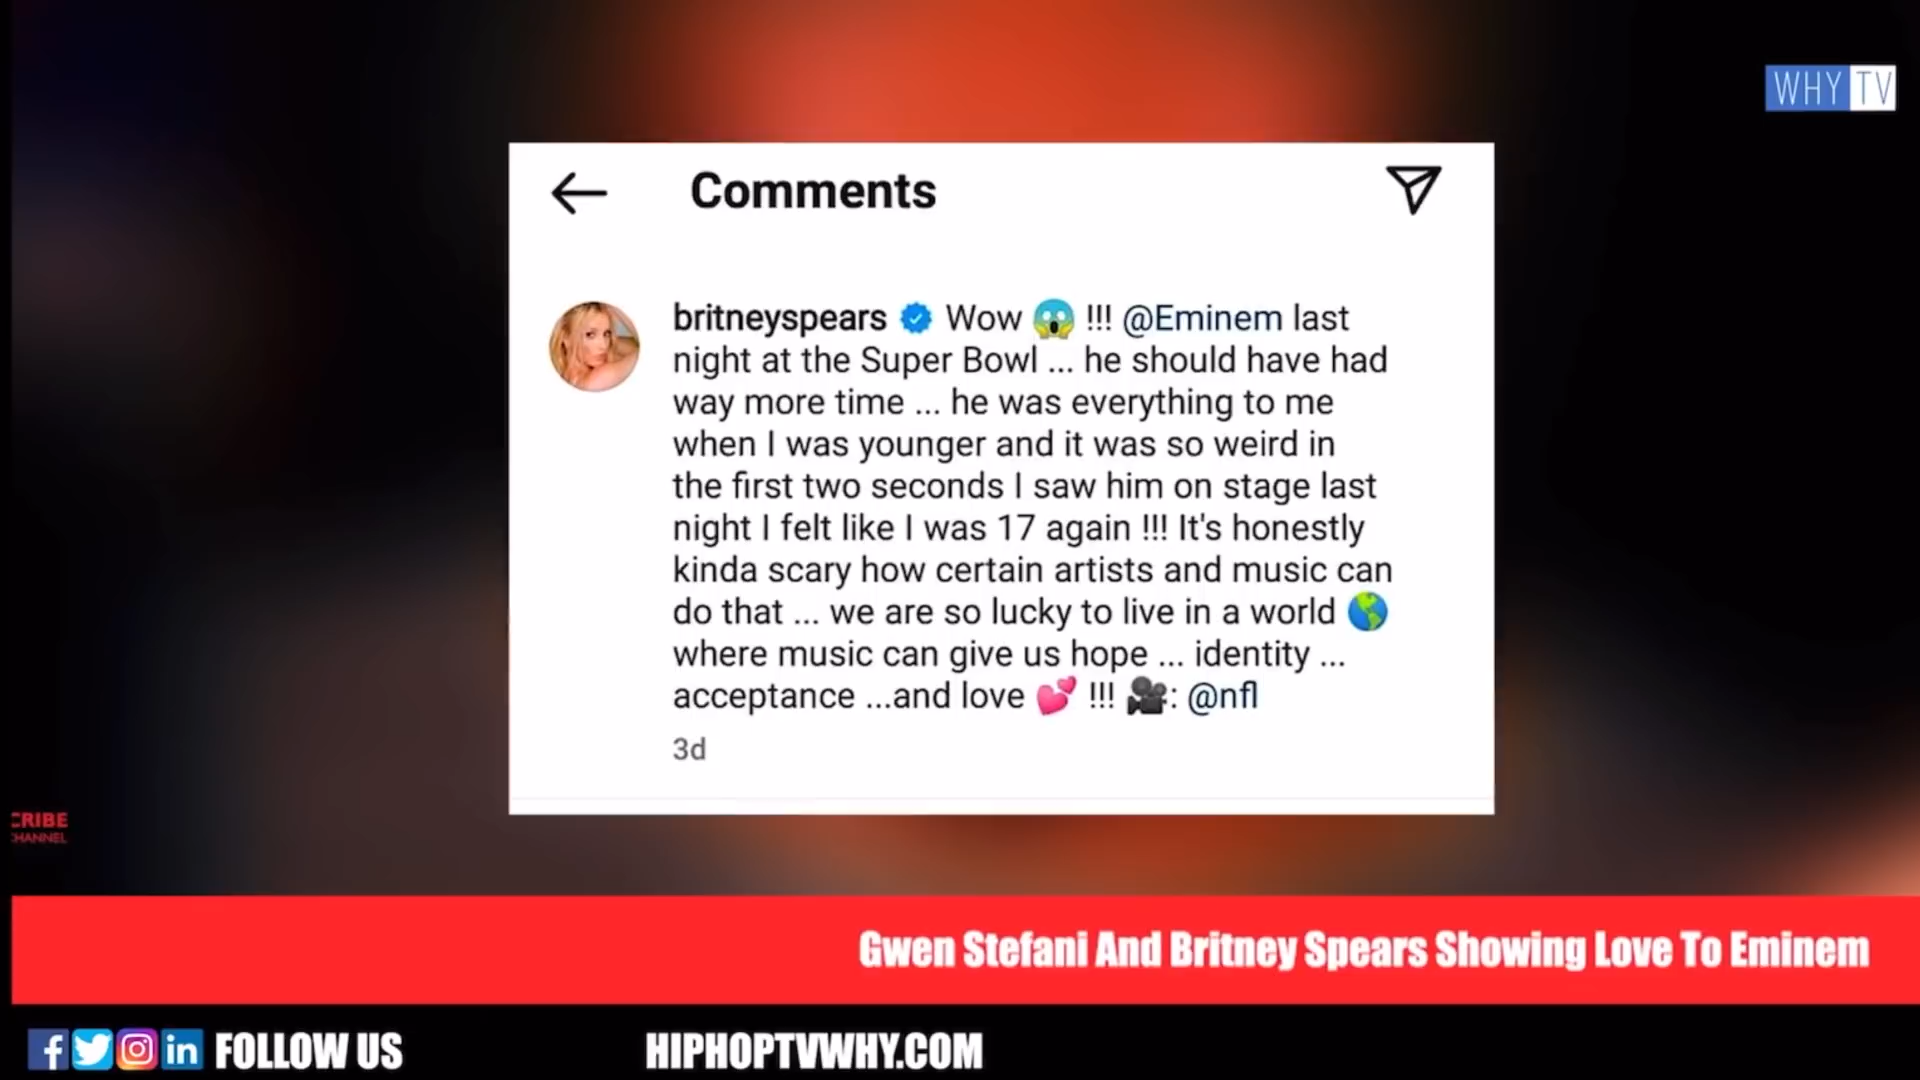 WHY TV
Comments
britneyspears Wow 😱 !!! @Eminem last
night at the Super Bowl ... he should have had
way more time ... he was everything to me
when I was younger and it was so weird in
the first two seconds I saw him on stage last
night I felt like I was 17 again !!! It's honestly
kinda scary how certain artists and music can
do that ... we are so lucky to live in a world 🌎
where music can give us hope ... identity ...
acceptance ...and love 💕 !!! 🎥: @nfl
3d
CRIBE
CHANNEL
Gwen Stefani And Britney Spears Showing Love To Eminem
FOLLOW US
HIPHOPTVWHY.COM